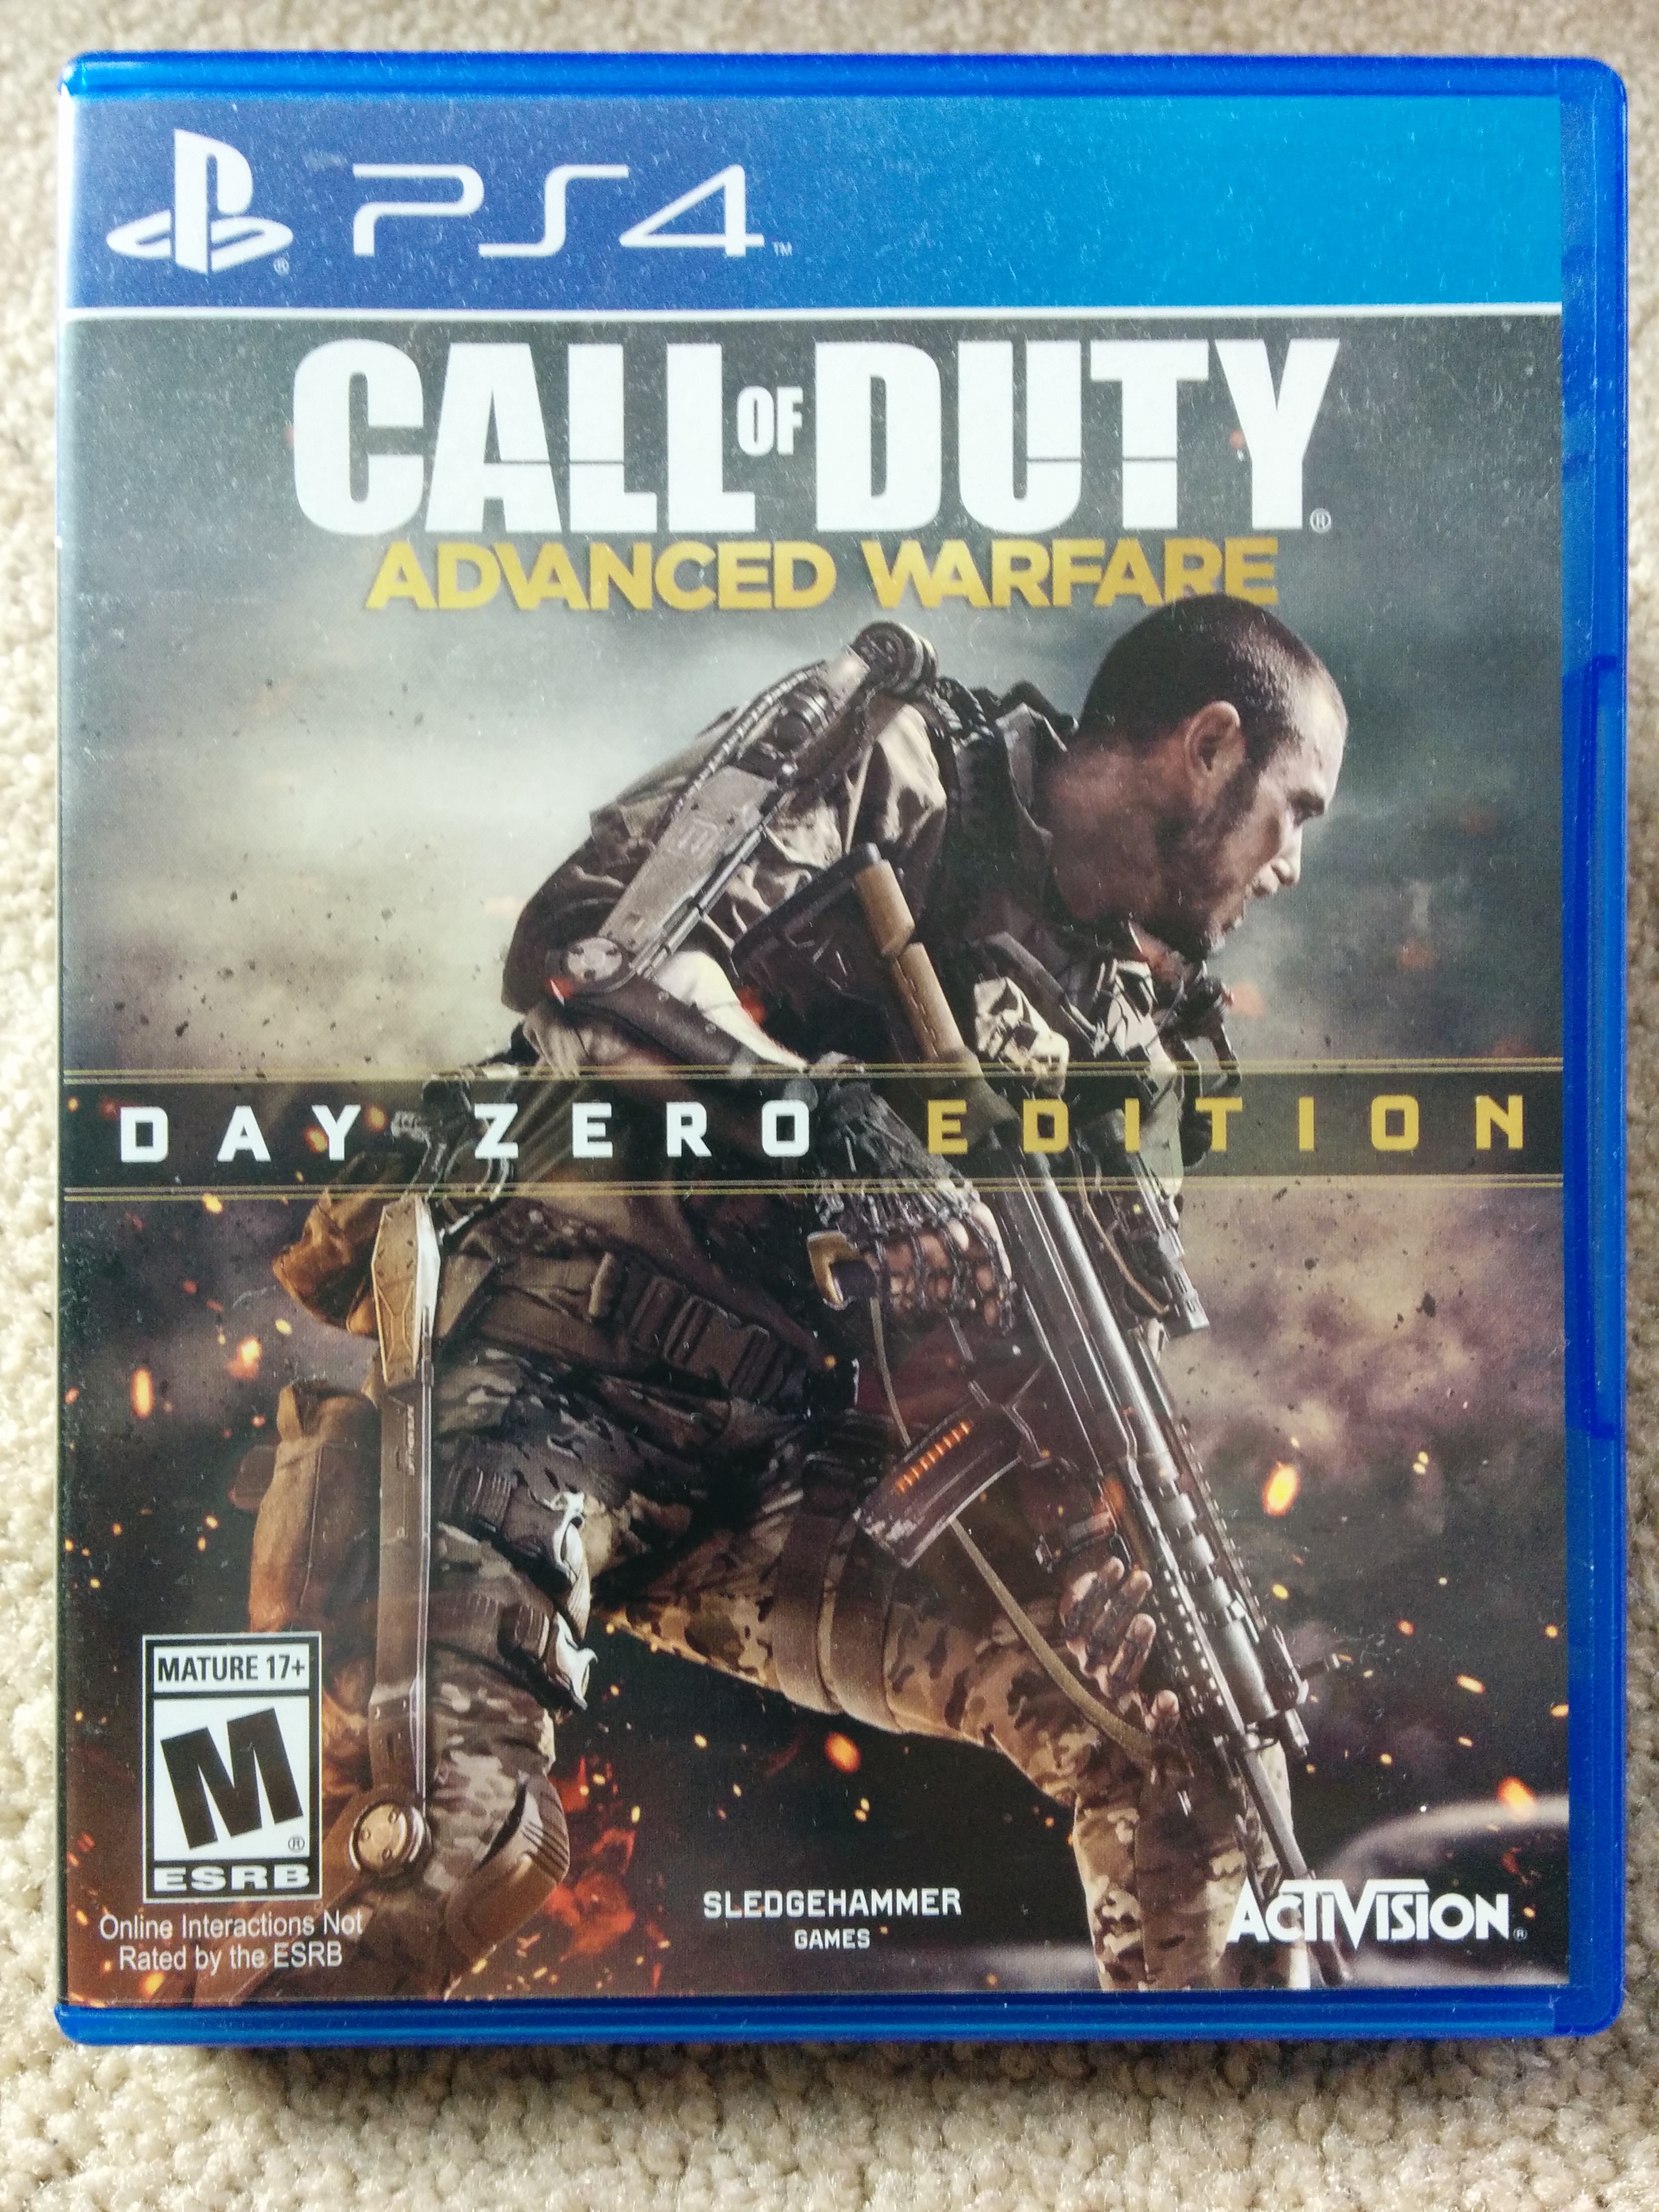 PS4™
CALL OF DUTY®
ADVANCED WARFARE
DAY ZERO EDITION
MATURE 17+
M®
ESRB
Online Interactions Not
Rated by the ESRB
SLEDGEHAMMER
GAMES
ACTIVISION®